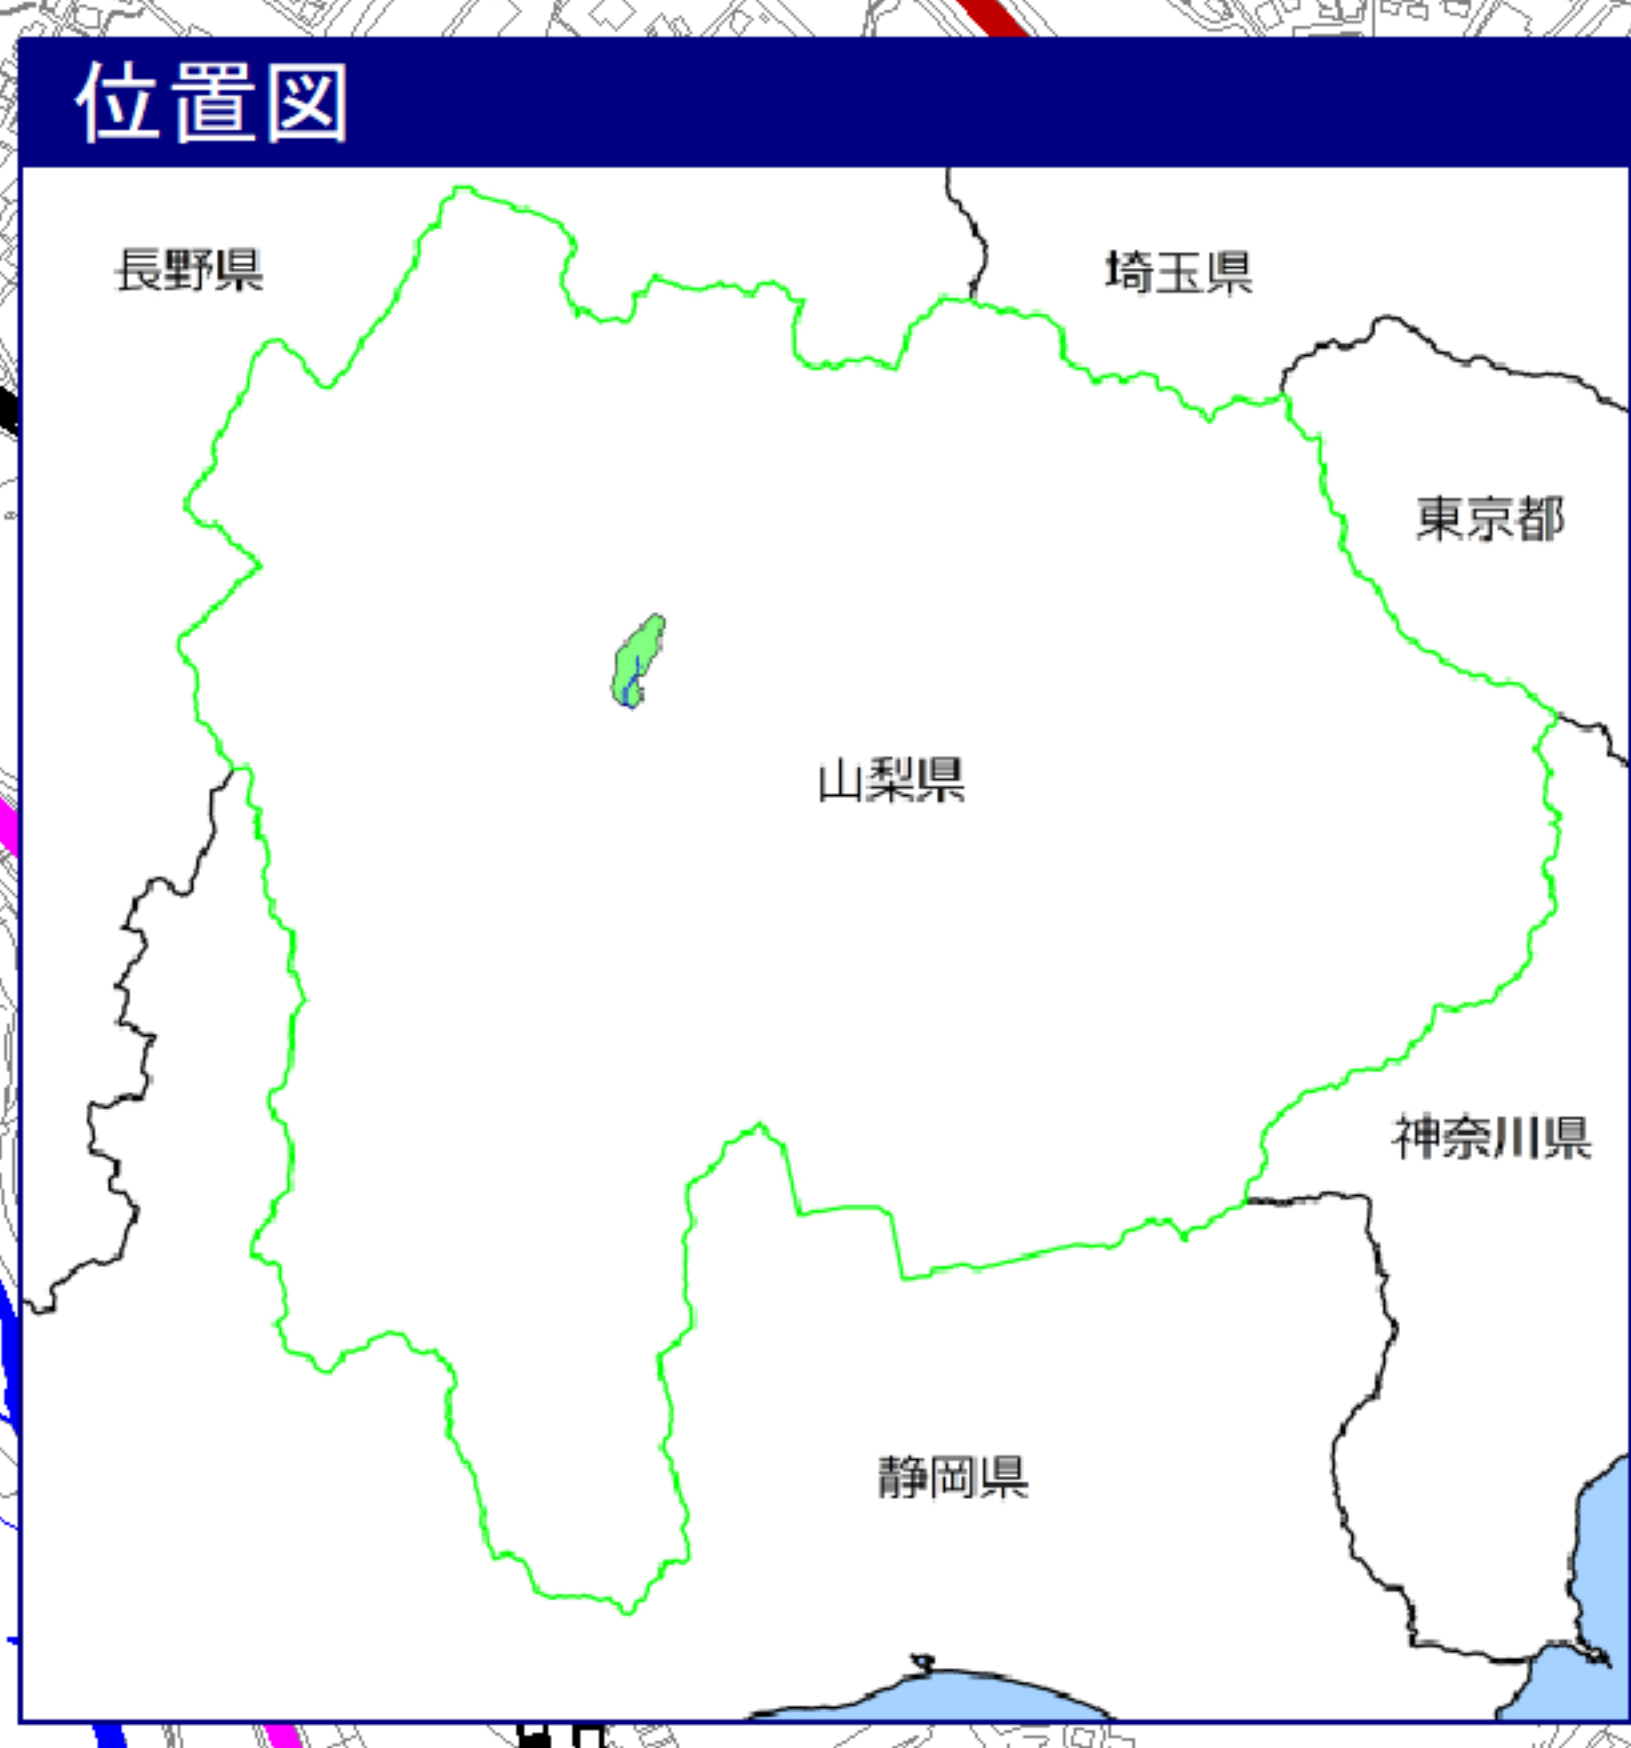 位置図
長野県
埼玉県
東京都
山梨県
神奈川県
静岡県